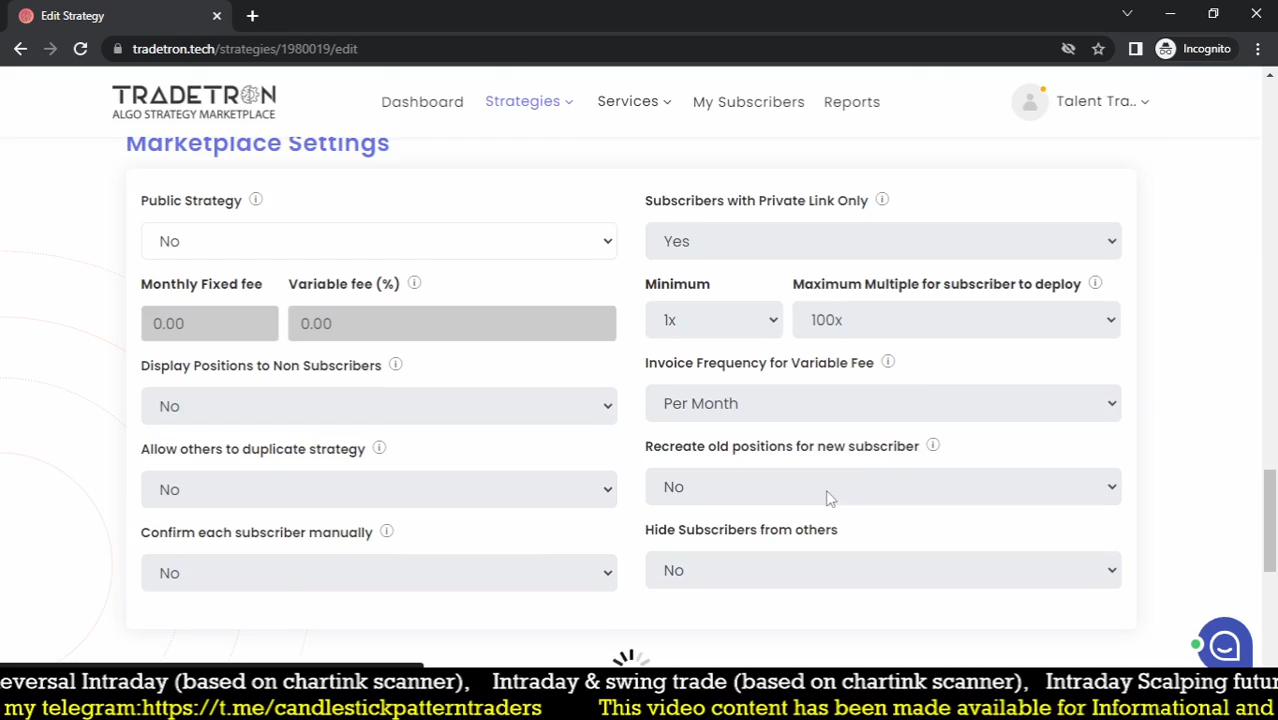 Edit Strategy
tradetron.tech/strategies/1980019/edit
Incognito
TRADETRON
ALGO STRATEGY MARKETPLACE
Dashboard
Strategies
Services
My Subscribers
Reports
Talent Tra..
Marketplace Settings
Public Strategy
Subscribers with Private Link Only
No
Yes
Monthly Fixed fee
Variable fee (%)
Minimum
Maximum Multiple for subscriber to deploy
0.00
0.00
1x
100x
Display Positions to Non Subscribers
Invoice Frequency for Variable Fee
No
Per Month
Allow others to duplicate strategy
Recreate old positions for new subscriber
No
No
Confirm each subscriber manually
Hide Subscribers from others
No
No
eversal Intraday (based on chartink scanner), Intraday & swing trade (based on chartink scanner), Intraday Scalping futur
my telegram:https://t.me/candlestickpatterntraders This video content has been made available for Informational and